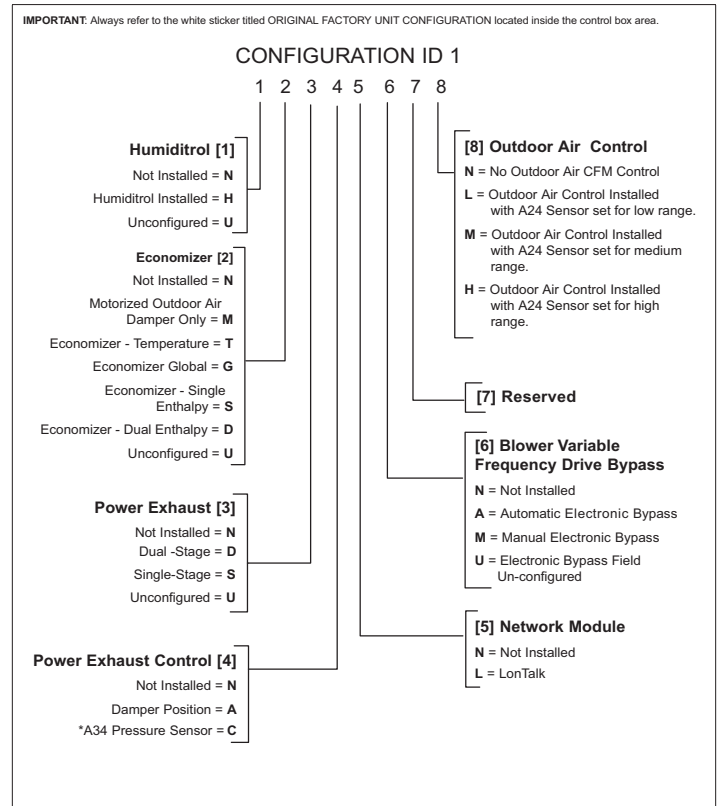 IMPORTANT: Always refer to the white sticker titled ORIGINAL FACTORY UNIT CONFIGURATION located inside the control box area.
CONFIGURATION ID 1
1 2 3 4 5 6 7 8
Humiditrol [1]
Not Installed = N
Humiditrol Installed = H
Unconfigured = U
Economizer [2]
Not Installed = N
Motorized Outdoor Air
Damper Only = M
Economizer - Temperature = T
Economizer Global = G
Economizer - Single
Enthalpy = S
Economizer - Dual Enthalpy = D
Unconfigured = U
Power Exhaust [3]
Not Installed = N
Dual -Stage = D
Single-Stage = S
Unconfigured = U
Power Exhaust Control [4]
Not Installed = N
Damper Position = A
*A34 Pressure Sensor = C
[8] Outdoor Air Control
N = No Outdoor Air CFM Control
L = Outdoor Air Control Installed
with A24 Sensor set for low range.
M = Outdoor Air Control Installed
with A24 Sensor set for medium
range.
H = Outdoor Air Control Installed
with A24 Sensor set for high
range.
[7] Reserved
[6] Blower Variable
Frequency Drive Bypass
N = Not Installed
A = Automatic Electronic Bypass
M = Manual Electronic Bypass
U = Electronic Bypass Field
Un-configured
[5] Network Module
N = Not Installed
L = LonTalk